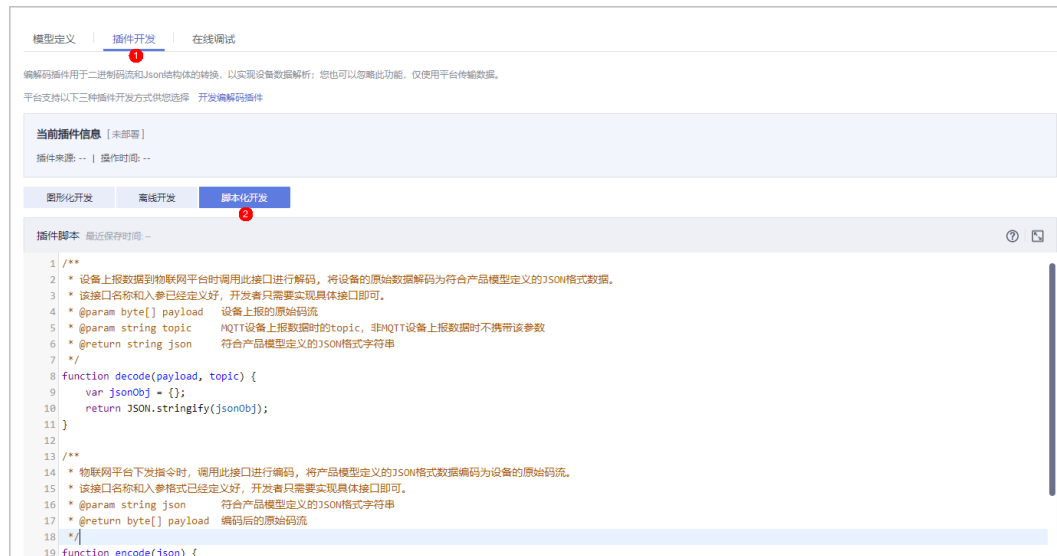 模型定义 插件开发 在线调试
1
编解码插件用于二进制码流和Json结构体的转换，以实现设备数据解析；您也可以忽略此功能，仅使用平台传输数据。
平台支持以下三种插件开发方式供您选择 开发编解码插件
当前插件信息 [ 未部署 ]
插件来源: -- | 操作时间: --
图形化开发 离线开发 脚本化开发
2
插件脚本 最近保存时间: --
1 /**
2  * 设备上报数据到物联网平台时调用此接口进行解码, 将设备的原始数据解码为符合产品模型定义的JSON格式数据。
3  * 该接口名称和入参已经定义好，开发者只需要实现具体接口即可。
4  * @param byte[] payload   设备上报的原始码流
5  * @param string topic     MQTT设备上报数据时的topic，非MQTT设备上报数据时不携带该参数
6  * @return string json     符合产品模型定义的JSON格式字符串
7  */
8 function decode(payload, topic) {
9     var jsonObj = {};
10     return JSON.stringify(jsonObj);
11 }
12
13 /**
14  * 物联网平台下发指令时，调用此接口进行编码, 将产品模型定义的JSON格式数据编码为设备的原始码流。
15  * 该接口名称和入参格式已经定义好，开发者只需要实现具体接口即可。
16  * @param string json      符合产品模型定义的JSON格式字符串
17  * @return byte[] payload  编码后的原始码流
18  */
19 function encode(json) {